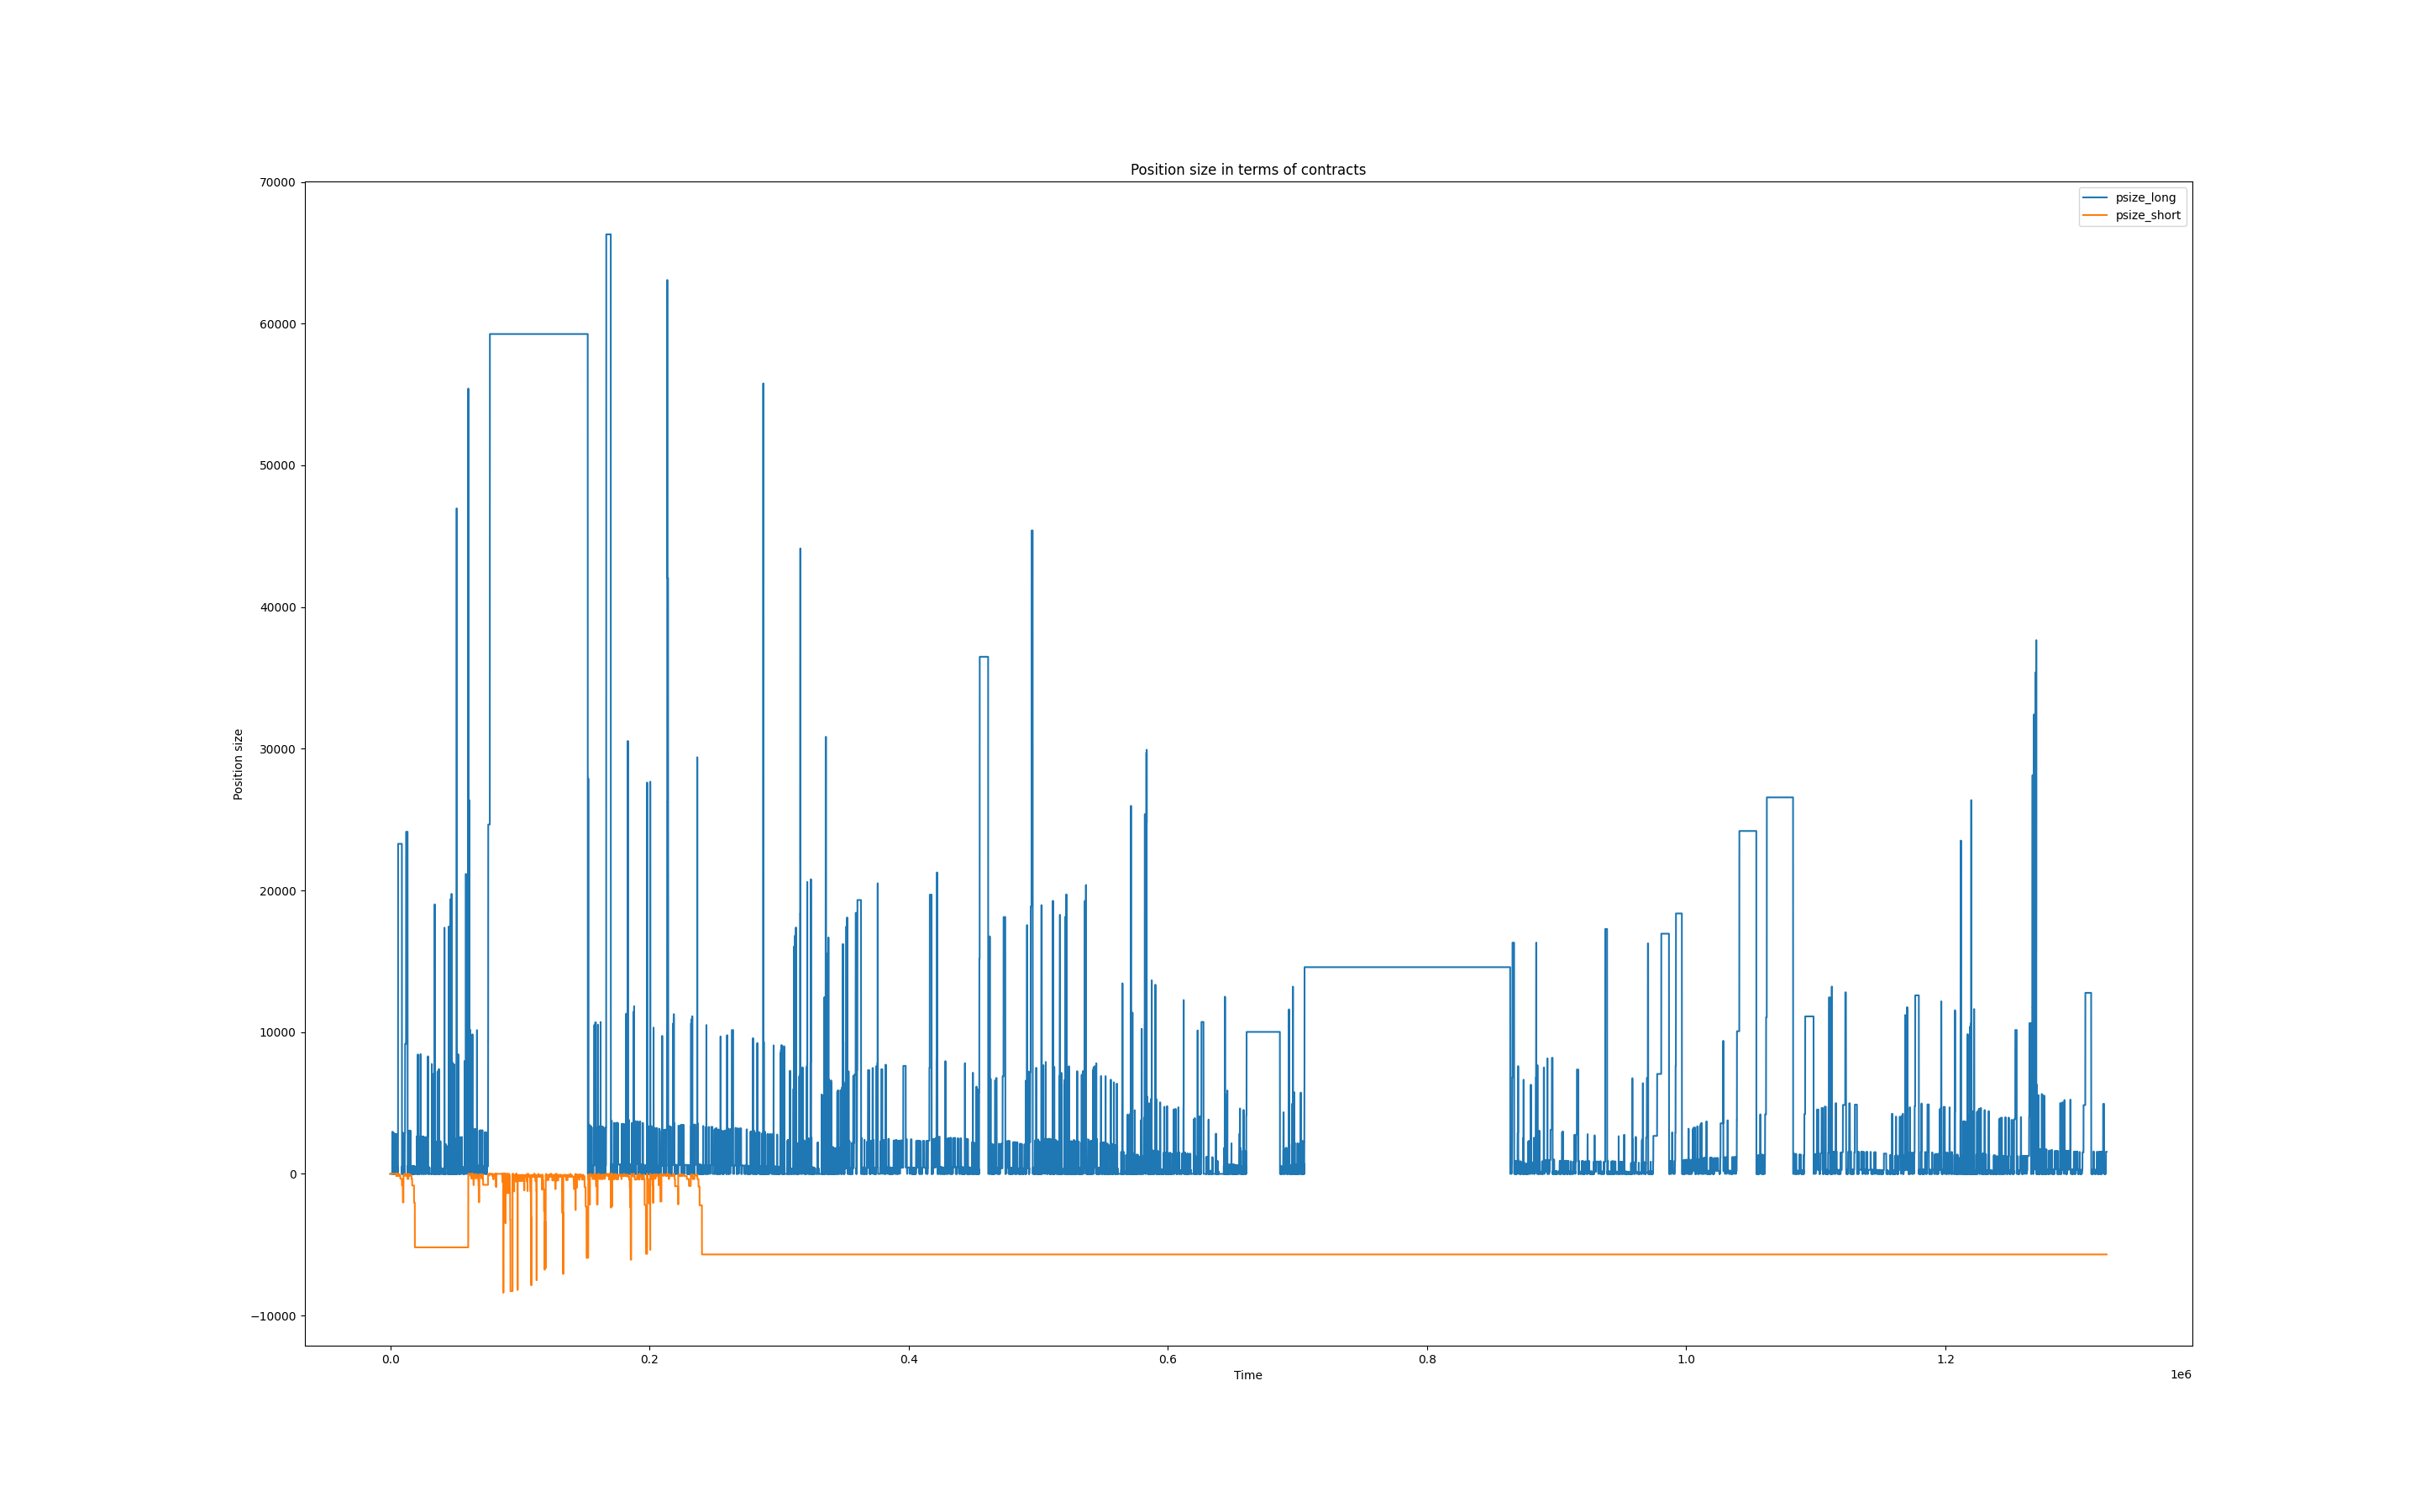 Position size in terms of contracts
psize_long
psize_short
70000
60000
50000
40000
30000
20000
10000
0
−10000
Position size
0.0
0.2
0.4
0.6
0.8
1.0
1.2
1e6
Time